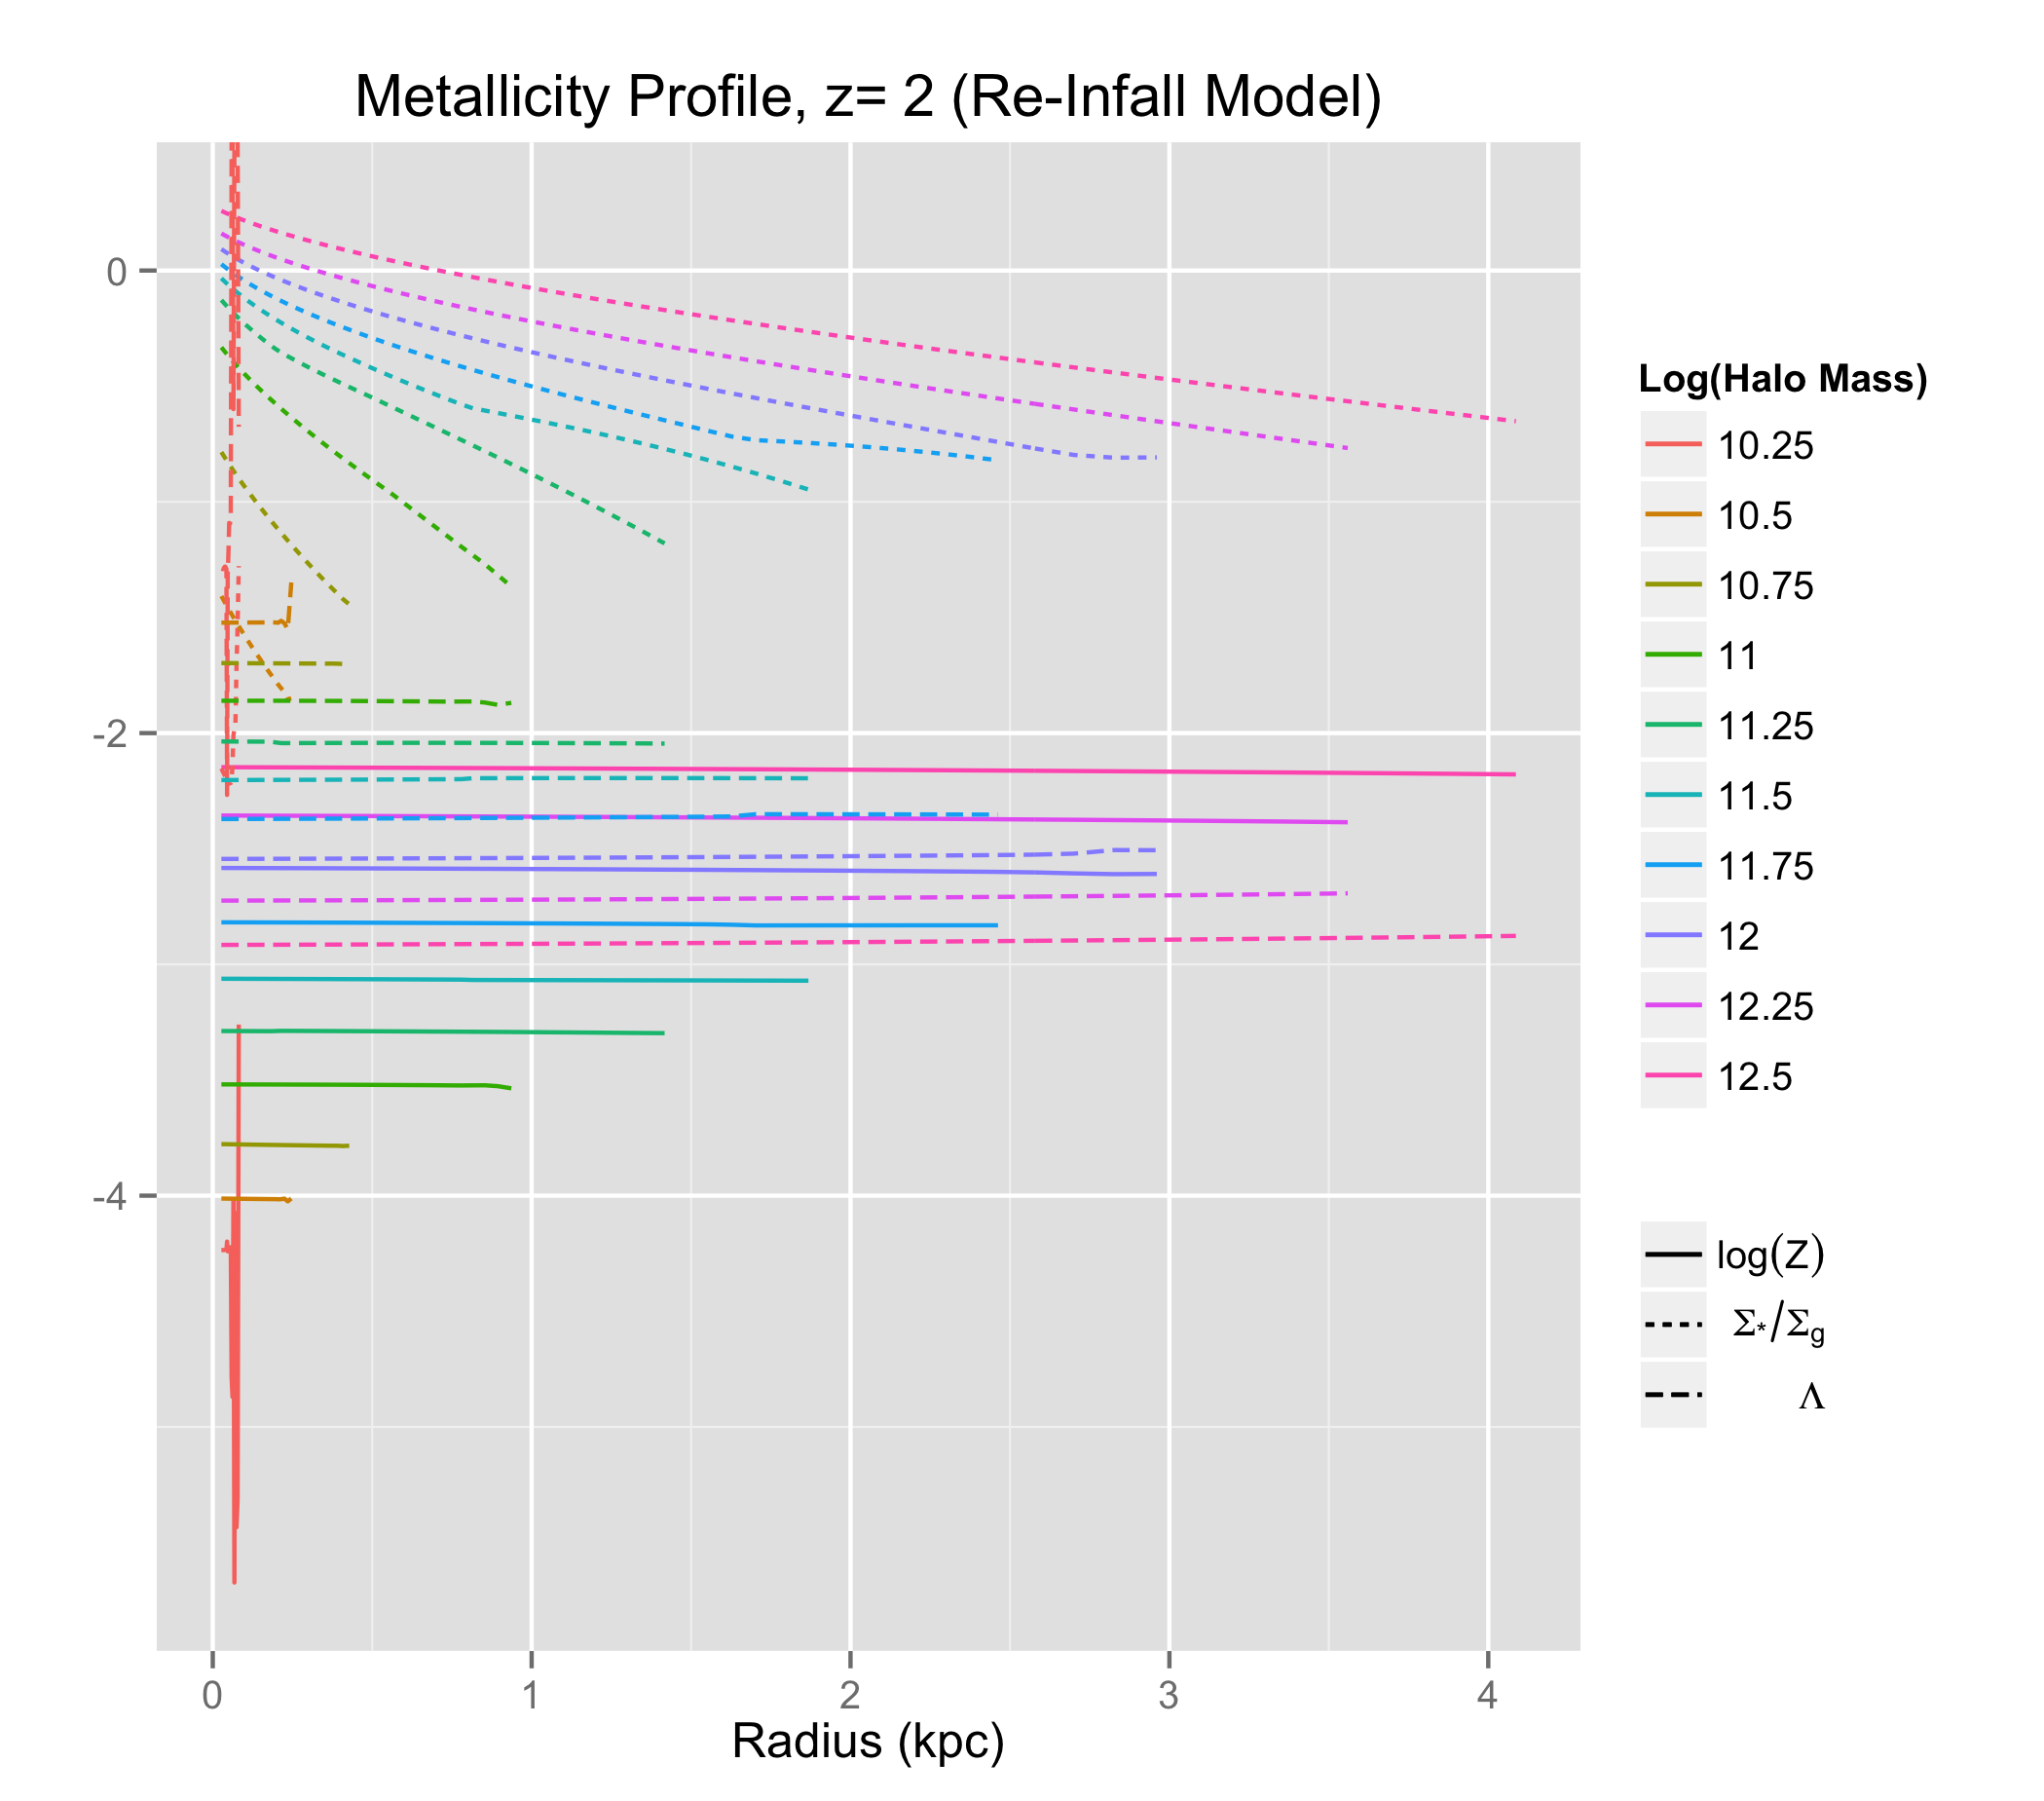 Metallicity Profile, z= 2 (Re-Infall Model)
0
-2
-4
0 1 2 3 4
Radius (kpc)
Log(Halo Mass)
10.25
10.5
10.75
11
11.25
11.5
11.75
12
12.25
12.5
log(Z)
Σ*/Σg
Λ